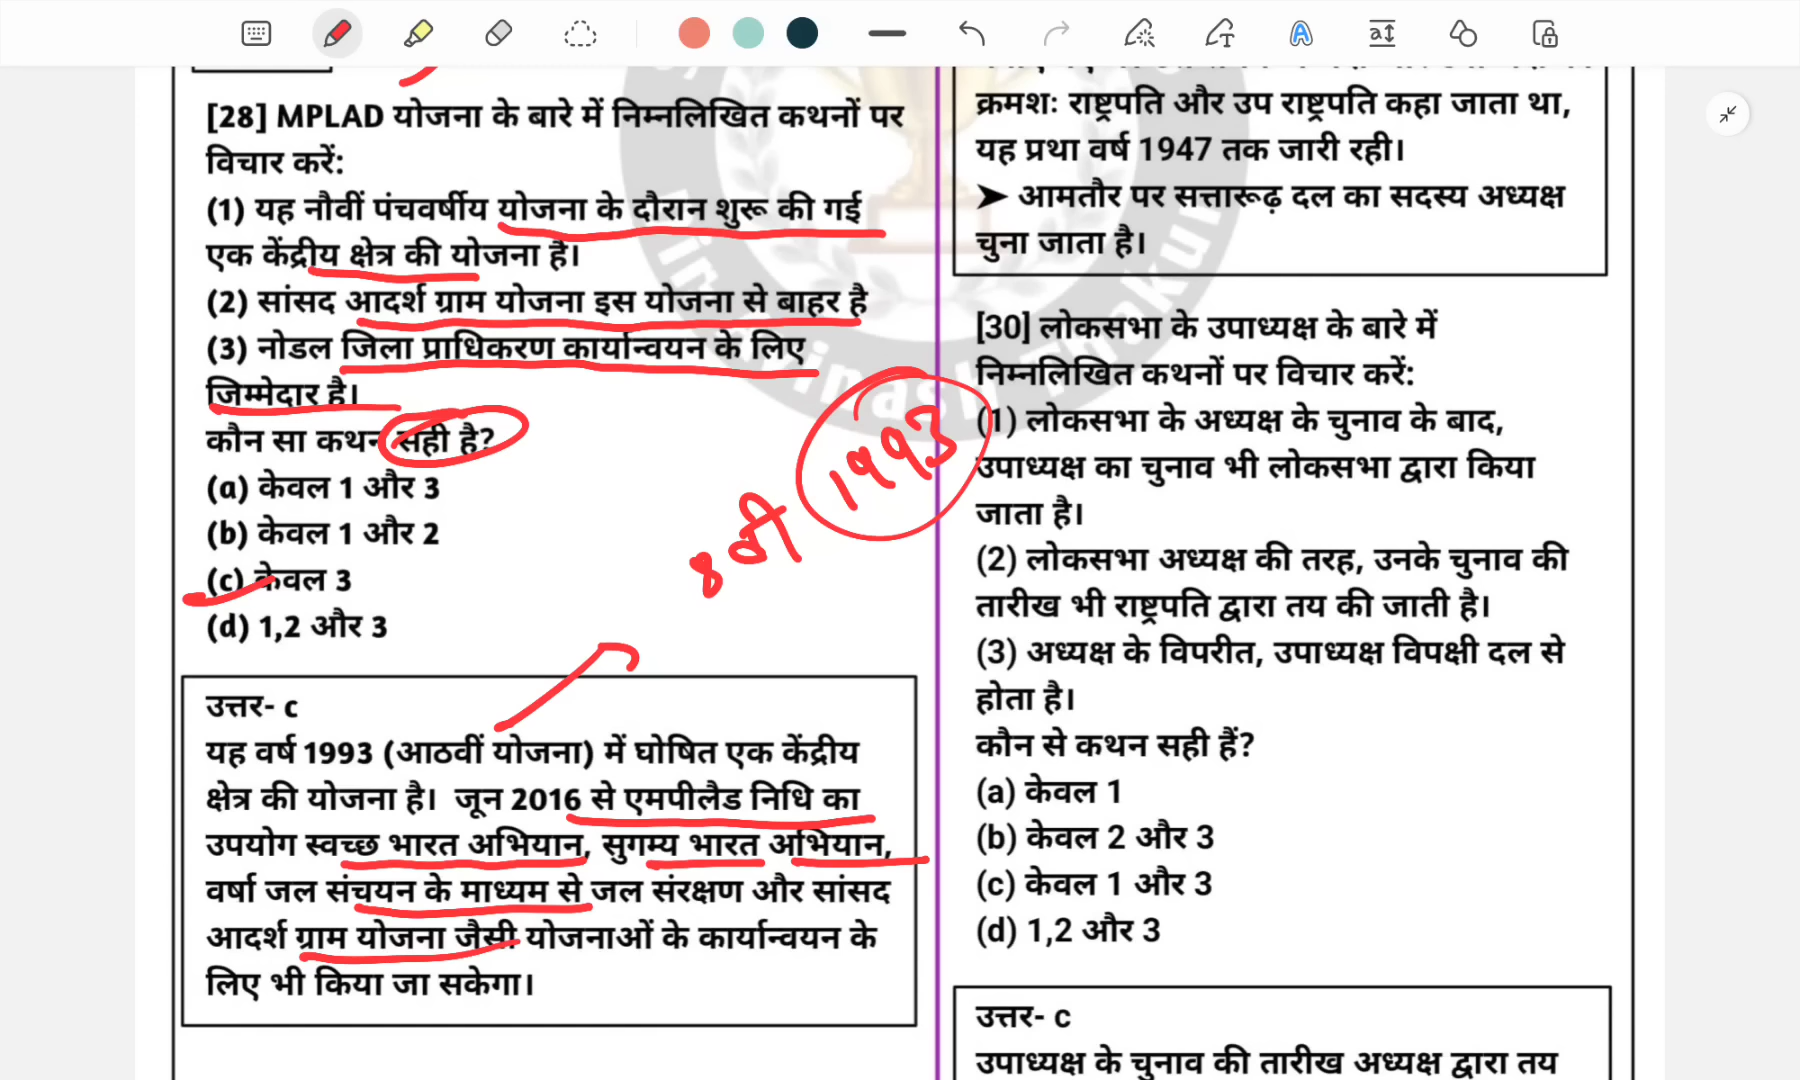 [28] MPLAD योजना के बारे में निम्नलिखित कथनों पर
विचार करें:
(1) यह नौवीं पंचवर्षीय योजना के दौरान शुरू की गई
एक केंद्रीय क्षेत्र की योजना है।
(2) सांसद आदर्श ग्राम योजना इस योजना से बाहर है
(3) नोडल जिला प्राधिकरण कार्यान्वयन के लिए
जिम्मेदार है।
कौन सा कथन सही है?
(a) केवल 1 और 3
(b) केवल 1 और 2
(c) केवल 3
(d) 1,2 और 3
8 वी 1993
उत्तर- c
यह वर्ष 1993 (आठवीं योजना) में घोषित एक केंद्रीय
क्षेत्र की योजना है। जून 2016 से एमपीलैड निधि का
उपयोग स्वच्छ भारत अभियान, सुगम्य भारत अभियान,
वर्षा जल संचयन के माध्यम से जल संरक्षण और सांसद
आदर्श ग्राम योजना जैसी योजनाओं के कार्यान्वयन के
लिए भी किया जा सकेगा।
क्रमशः राष्ट्रपति और उप राष्ट्रपति कहा जाता था,
यह प्रथा वर्ष 1947 तक जारी रही।
➤ आमतौर पर सत्तारूढ़ दल का सदस्य अध्यक्ष
चुना जाता है।
[30] लोकसभा के उपाध्यक्ष के बारे में
निम्नलिखित कथनों पर विचार करें:
(1) लोकसभा के अध्यक्ष के चुनाव के बाद,
उपाध्यक्ष का चुनाव भी लोकसभा द्वारा किया
जाता है।
(2) लोकसभा अध्यक्ष की तरह, उनके चुनाव की
तारीख भी राष्ट्रपति द्वारा तय की जाती है।
(3) अध्यक्ष के विपरीत, उपाध्यक्ष विपक्षी दल से
होता है।
कौन से कथन सही हैं?
(a) केवल 1
(b) केवल 2 और 3
(c) केवल 1 और 3
(d) 1,2 और 3
उत्तर- c
उपाध्यक्ष के चुनाव की तारीख अध्यक्ष द्वारा तय